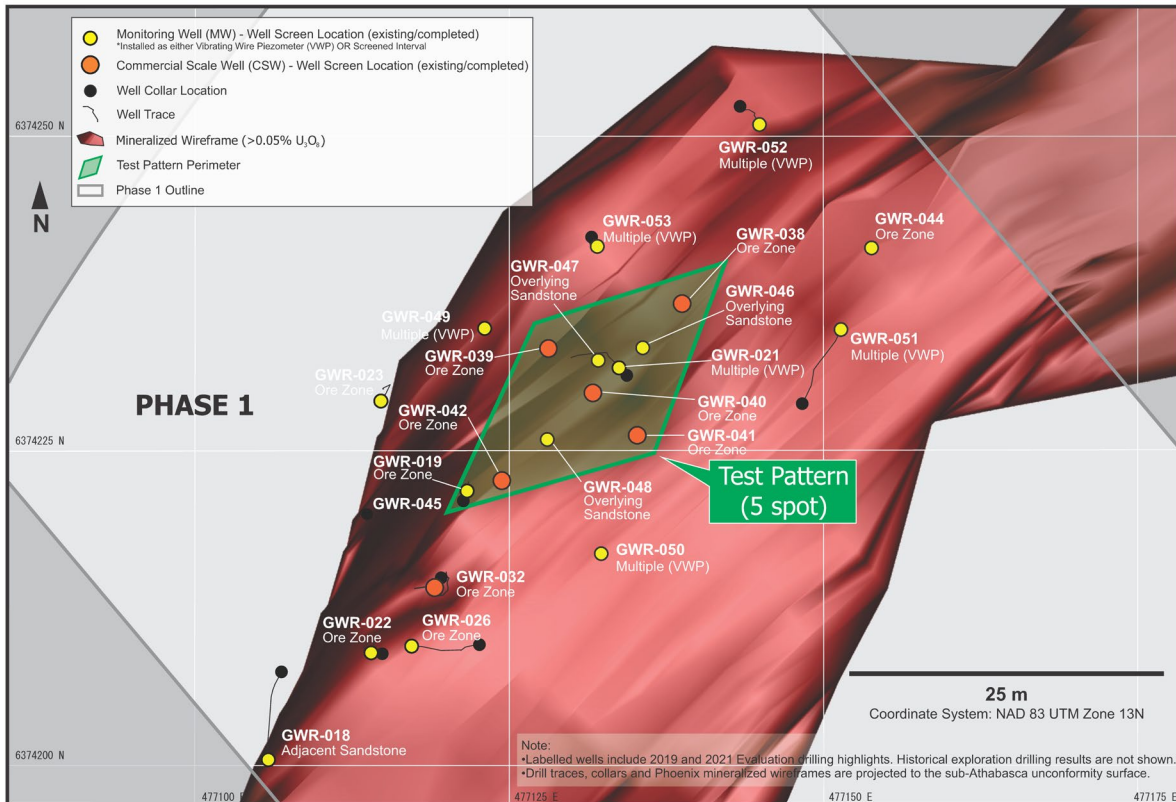 Monitoring Well (MW) - Well Screen Location (existing/completed)
*Installed as either Vibrating Wire Piezometer (VWP) OR Screened Interval
Commercial Scale Well (CSW) - Well Screen Location (existing/completed)
Well Collar Location
Well Trace
Mineralized Wireframe (>0.05% U₃O₈)
Test Pattern Perimeter
Phase 1 Outline
6374250 N
N
GWR-052
Multiple (VWP)
GWR-053
Multiple (VWP)
GWR-038
Ore Zone
GWR-044
Ore Zone
GWR-047
Overlying
Sandstone
GWR-046
Overlying
Sandstone
GWR-049
Multiple (VWP)
GWR-051
Multiple (VWP)
GWR-039
Ore Zone
GWR-021
Multiple (VWP)
GWR-023
Ore Zone
PHASE 1
GWR-040
Ore Zone
GWR-042
Ore Zone
GWR-041
Ore Zone
6374225 N
GWR-019
Ore Zone
GWR-045
GWR-048
Overlying
Sandstone
Test Pattern
(5 spot)
GWR-050
Multiple (VWP)
GWR-032
Ore Zone
GWR-022
Ore Zone
GWR-026
Ore Zone
25 m
Coordinate System: NAD 83 UTM Zone 13N
GWR-018
Adjacent Sandstone
6374200 N
Note:
•Labelled wells include 2019 and 2021 Evaluation drilling highlights. Historical exploration drilling results are not shown.
•Drill traces, collars and Phoenix mineralized wireframes are projected to the sub-Athabasca unconformity surface.
477100 E
477125 E
477150 E
477175 E